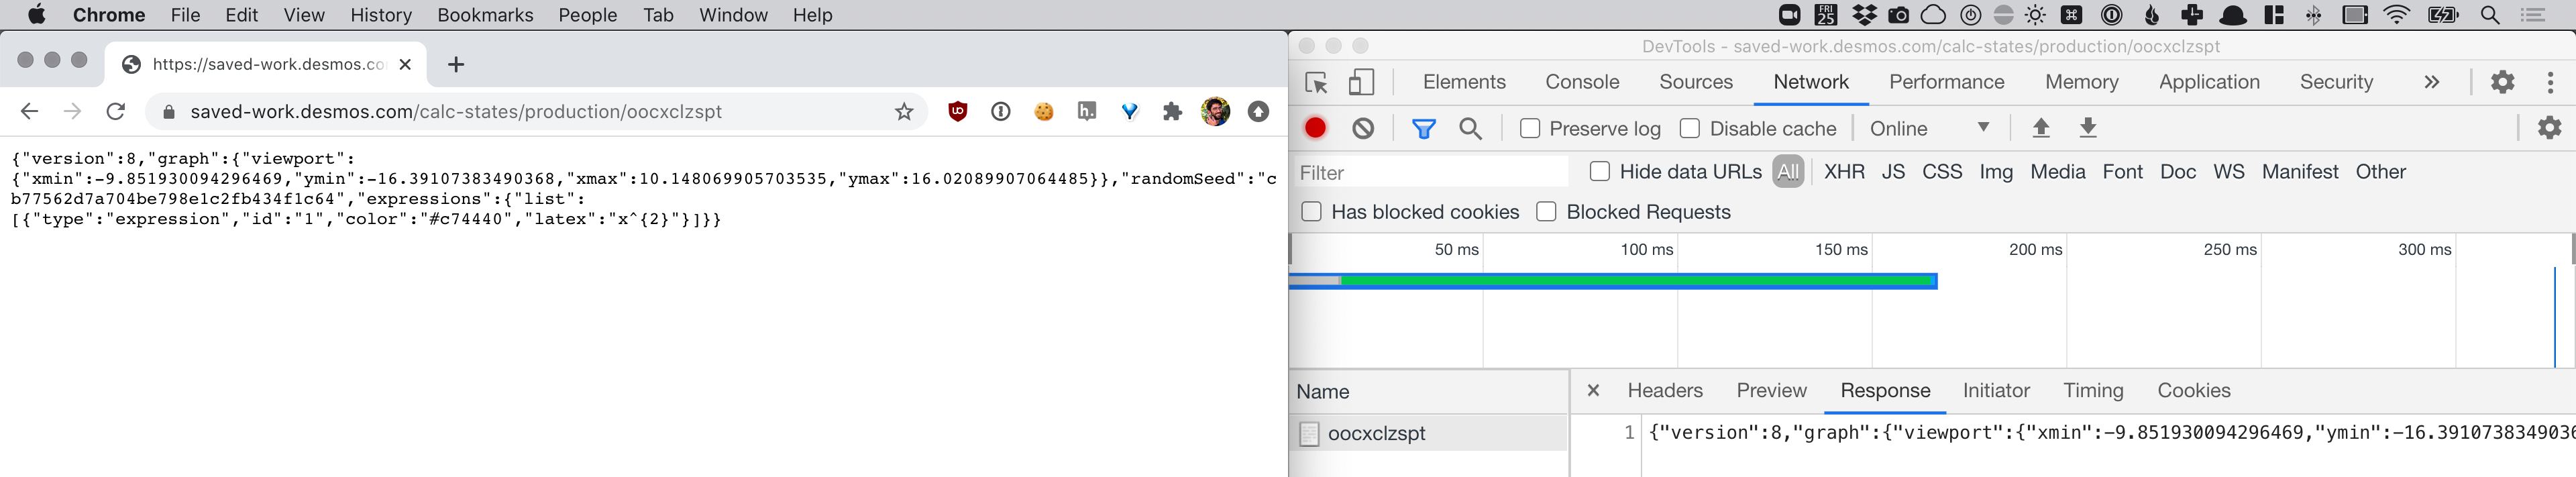 Chrome File Edit View History Bookmarks People Tab Window Help
FRI
25
https://saved-work.desmos.co
saved-work.desmos.com/calc-states/production/oocxclzspt
{"version":8,"graph":{"viewport":
{"xmin":-9.851930094296469,"ymin":-16.39107383490368,"xmax":10.148069905703535,"ymax":16.02089907064485}},"randomSeed":"c
b77562d7a704be798e1c2fb434f1c64","expressions":{"list":
[{"type":"expression","id":"1","color":"#c74440","latex":"x^{2}"}]}}
DevTools - saved-work.desmos.com/calc-states/production/oocxclzspt
Elements Console Sources Network Performance Memory Application Security
Preserve log Disable cache Online
Filter Hide data URLs All XHR JS CSS Img Media Font Doc WS Manifest Other
Has blocked cookies Blocked Requests
50 ms 100 ms 150 ms 200 ms 250 ms 300 ms
Name Headers Preview Response Initiator Timing Cookies
oocxclzspt
1 {"version":8,"graph":{"viewport":{"xmin":-9.851930094296469,"ymin":-16.3910738349036